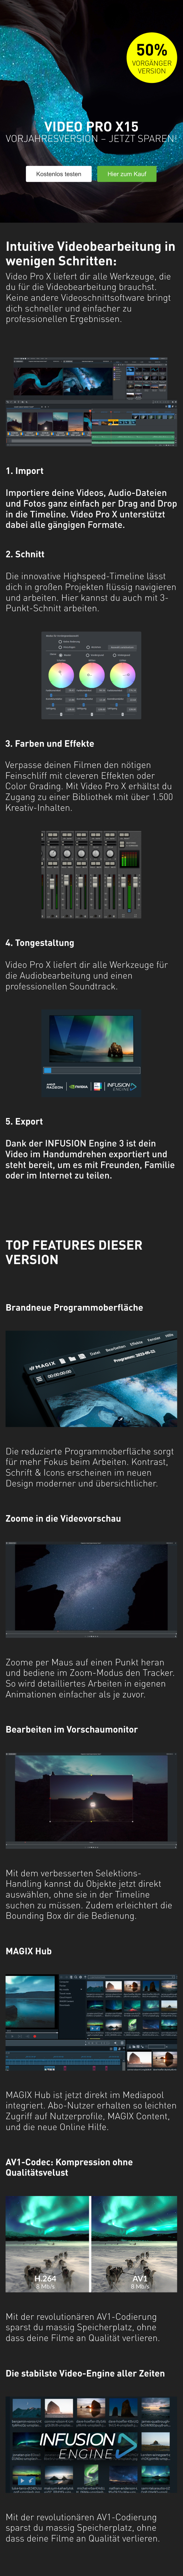 50%
VORGÄNGER
VERSION
VIDEO PRO X15
VORJAHRESVERSION – JETZT SPAREN!
Kostenlos testen
Hier zum Kauf
Intuitive Videobearbeitung in
wenigen Schritten:
Video Pro X liefert dir alle Werkzeuge, die
du für die Videobearbeitung brauchst.
Keine andere Videoschnittsoftware bringt
dich schneller und einfacher zu
professionellen Ergebnissen.
1. Import
Importiere deine Videos, Audio-Dateien
und Fotos ganz einfach per Drag and Drop
in die Timeline. Video Pro X unterstützt
dabei alle gängigen Formate.
2. Schnitt
Die innovative Highspeed-Timeline lässt
dich in großen Projekten flüssig navigieren
und arbeiten. Hier kannst du auch mit 3-
Punkt-Schnitt arbeiten.
3. Farben und Effekte
Verpasse deinen Filmen den nötigen
Feinschliff mit cleveren Effekten oder
Color Grading. Mit Video Pro X erhältst du
Zugang zu einer Bibliothek mit über 1.500
Kreativ-Inhalten.
4. Tongestaltung
Video Pro X liefert dir alle Werkzeuge für
die Audiobearbeitung und einen
professionellen Soundtrack.
AMD
RADEON
NVIDIA
INFUSION
ENGINE
5. Export
Dank der INFUSION Engine 3 ist dein
Video im Handumdrehen exportiert und
steht bereit, um es mit Freunden, Familie
oder im Internet zu teilen.
TOP FEATURES DIESER
VERSION
Brandneue Programmoberfläche
MAGIX
Datei Bearbeiten Effekte Fenster Hilfe
00:00:00:00
Die reduzierte Programmoberfläche sorgt
für mehr Fokus beim Arbeiten. Kontrast,
Schrift & Icons erscheinen im neuen
Design moderner und übersichtlicher.
Zoome in die Videovorschau
Zoome per Maus auf einen Punkt heran
und bediene im Zoom-Modus den Tracker.
So wird detailliertes Arbeiten in eigenen
Animationen einfacher als je zuvor.
Bearbeiten im Vorschaumonitor
Mit dem verbesserten Selektions-
Handling kannst du Objekte jetzt direkt
auswählen, ohne sie in der Timeline
suchen zu müssen. Zudem erleichtert die
Bounding Box dir die Bedienung.
MAGIX Hub
MAGIX Hub ist jetzt direkt im Mediapool
integriert. Abo-Nutzer erhalten so leichten
Zugriff auf Nutzerprofile, MAGIX Content,
und die neue Online Hilfe.
AV1-Codec: Kompression ohne
Qualitätsvelust
H.264
8 Mb/s
AV1
8 Mb/s
Mit der revolutionären AV1-Codierung
sparst du massig Speicherplatz, ohne
dass deine Filme an Qualität verlieren.
Die stabilste Video-Engine aller Zeiten
INFUSION
ENGINE
Mit der revolutionären AV1-Codierung
sparst du massig Speicherplatz, ohne
dass deine Filme an Qualität verlieren.